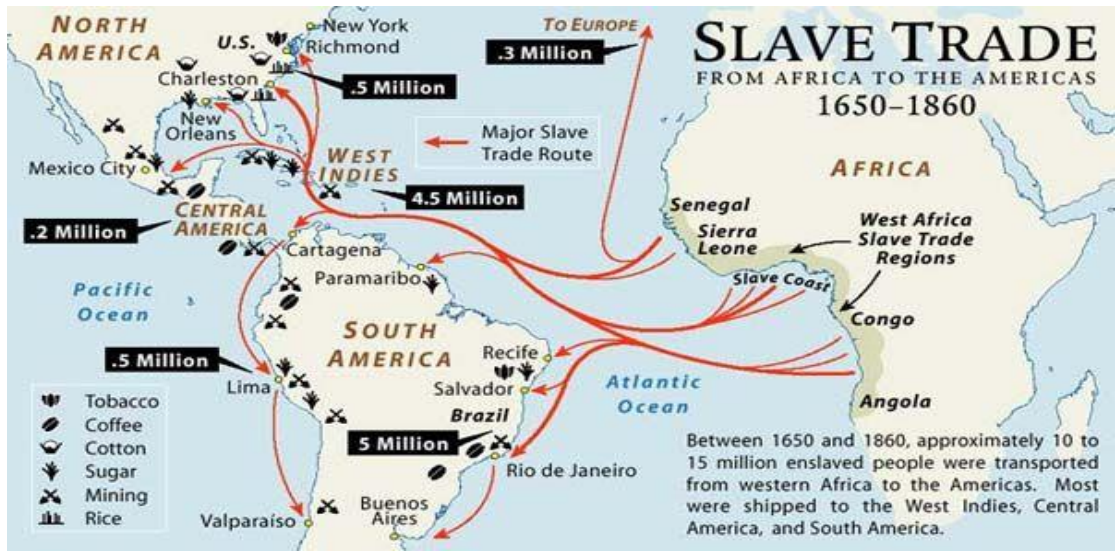 SLAVE TRADE
FROM AFRICA TO THE AMERICAS
1650–1860
NORTH
AMERICA
U.S.
New York
Richmond
Charleston
.5 Million
New
Orleans
Mexico City
WEST
INDIES
4.5 Million
CENTRAL
AMERICA
.2 Million
TO EUROPE
.3 Million
Major Slave
Trade Route
AFRICA
Senegal
Sierra
Leone
West Africa
Slave Trade
Regions
Slave Coast
Congo
Angola
Cartagena
Paramaribo
Pacific
Ocean
SOUTH
AMERICA
.5 Million
Lima
Recife
Salvador
Brazil
5 Million
Rio de Janeiro
Atlantic
Ocean
Buenos
Aires
Valparaíso
Tobacco
Coffee
Cotton
Sugar
Mining
Rice
Between 1650 and 1860, approximately 10 to
15 million enslaved people were transported
from western Africa to the Americas. Most
were shipped to the West Indies, Central
America, and South America.